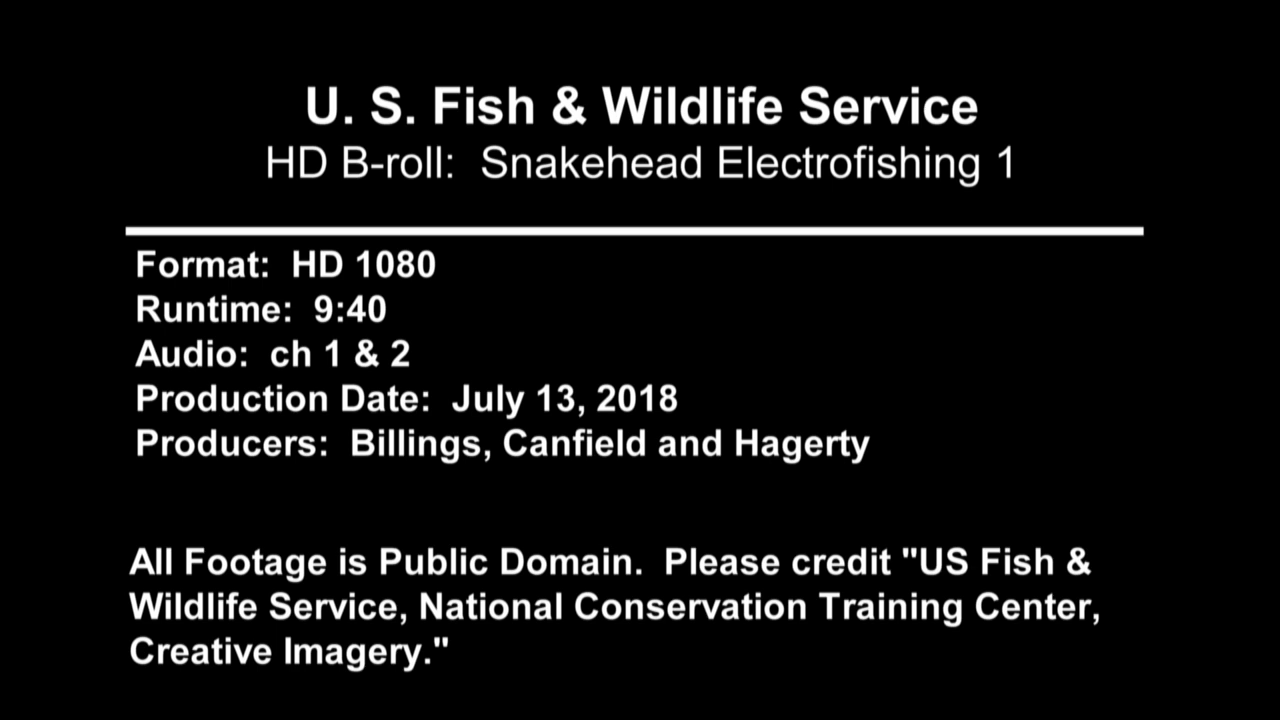 U. S. Fish & Wildlife Service
HD B-roll:  Snakehead Electrofishing 1
Format:  HD 1080
Runtime:  9:40
Audio:  ch 1 & 2
Production Date:  July 13, 2018
Producers:  Billings, Canfield and Hagerty
All Footage is Public Domain.  Please credit "US Fish &
Wildlife Service, National Conservation Training Center,
Creative Imagery."